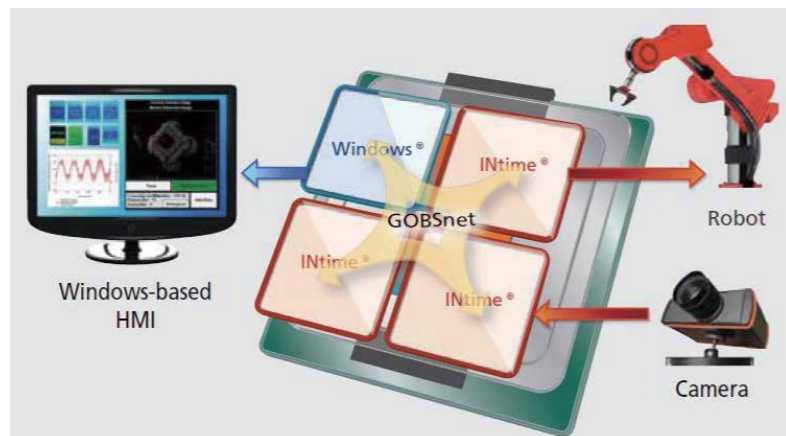 Windows ®
INtime ®
GOBSnet
INtime ®
INtime ®
Robot
Windows-based
HMI
Camera